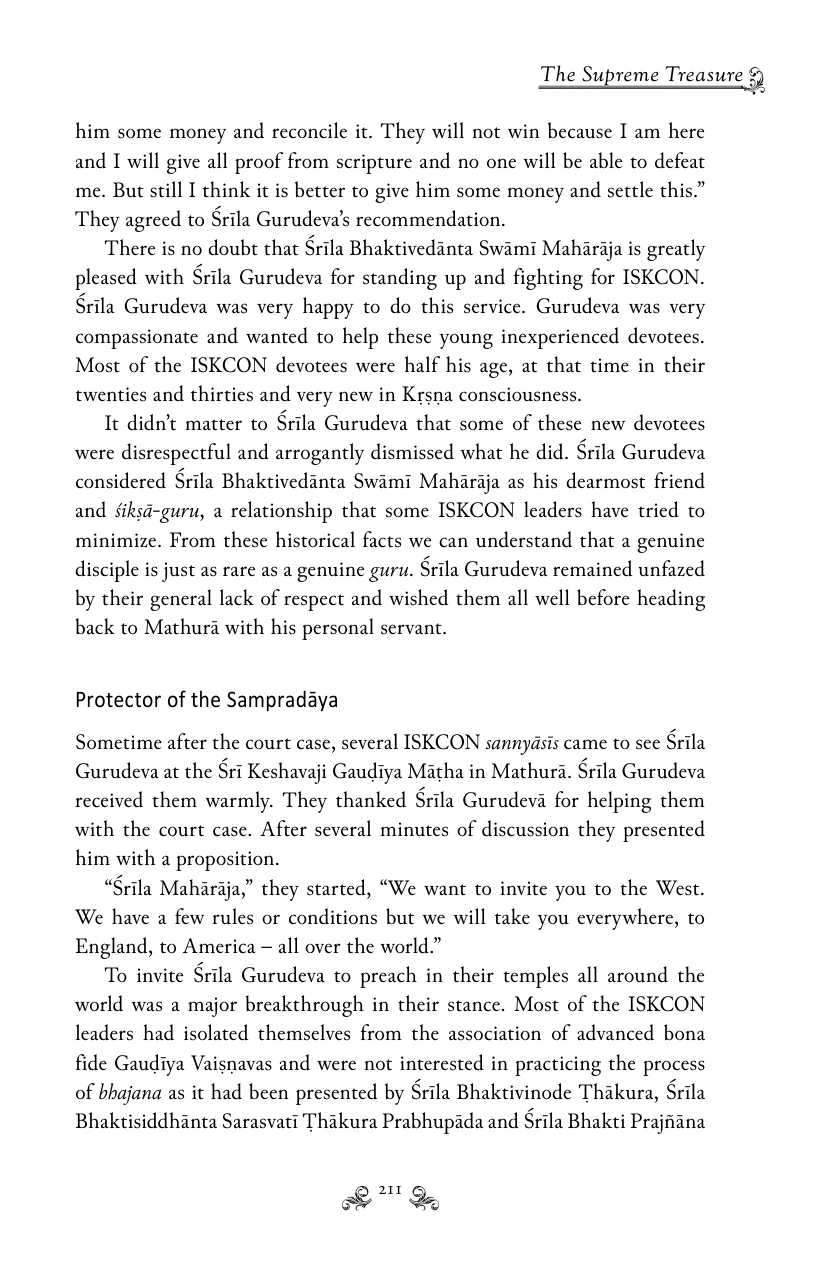 The Supreme Treasure
him some money and reconcile it. They will not win because I am here
and I will give all proof from scripture and no one will be able to defeat
me. But still I think it is better to give him some money and settle this.”
They agreed to Śrīla Gurudeva’s recommendation.
There is no doubt that Śrīla Bhaktivedānta Swāmī Mahārāja is greatly
pleased with Śrīla Gurudeva for standing up and fighting for ISKCON.
Śrīla Gurudeva was very happy to do this service. Gurudeva was very
compassionate and wanted to help these young inexperienced devotees.
Most of the ISKCON devotees were half his age, at that time in their
twenties and thirties and very new in Kṛṣṇa consciousness.
It didn’t matter to Śrīla Gurudeva that some of these new devotees
were disrespectful and arrogantly dismissed what he did. Śrīla Gurudeva
considered Śrīla Bhaktivedānta Swāmī Mahārāja as his dearmost friend
and śikṣā-guru, a relationship that some ISKCON leaders have tried to
minimize. From these historical facts we can understand that a genuine
disciple is just as rare as a genuine guru. Śrīla Gurudeva remained unfazed
by their general lack of respect and wished them all well before heading
back to Mathurā with his personal servant.
Protector of the Sampradāya
Sometime after the court case, several ISKCON sannyāsīs came to see Śrīla
Gurudeva at the Śrī Keshavaji Gauḍīya Māṭha in Mathurā. Śrīla Gurudeva
received them warmly. They thanked Śrīla Gurudevā for helping them
with the court case. After several minutes of discussion they presented
him with a proposition.
“Śrīla Mahārāja,” they started, “We want to invite you to the West.
We have a few rules or conditions but we will take you everywhere, to
England, to America – all over the world.”
To invite Śrīla Gurudeva to preach in their temples all around the
world was a major breakthrough in their stance. Most of the ISKCON
leaders had isolated themselves from the association of advanced bona
fide Gauḍīya Vaiṣṇavas and were not interested in practicing the process
of bhajana as it had been presented by Śrīla Bhaktivinode Ṭhākura, Śrīla
Bhaktisiddhānta Sarasvatī Ṭhākura Prabhupāda and Śrīla Bhakti Prajñāna
211